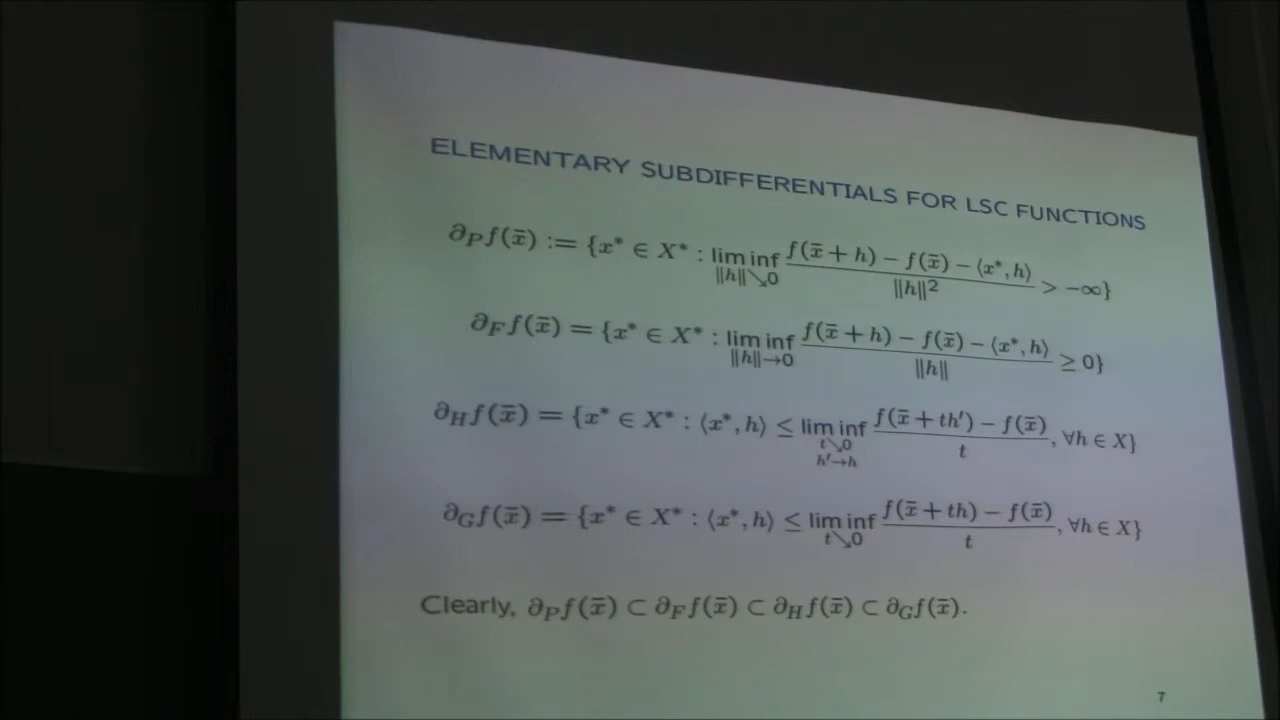 ELEMENTARY SUBDIFFERENTIALS FOR LSC FUNCTIONS
∂_P f(x̄) := {x* ∈ X* : lim inf_{‖h‖↘0} (f(x̄ + h) − f(x̄) − ⟨x*, h⟩) / ‖h‖² > −∞}
∂_F f(x̄) = {x* ∈ X* : lim inf_{‖h‖→0} (f(x̄ + h) − f(x̄) − ⟨x*, h⟩) / ‖h‖ ≥ 0}
∂_H f(x̄) = {x* ∈ X* : ⟨x*, h⟩ ≤ lim inf_{t↘0, h′→h} (f(x̄ + th′) − f(x̄)) / t, ∀h ∈ X}
∂_G f(x̄) = {x* ∈ X* : ⟨x*, h⟩ ≤ lim inf_{t↘0} (f(x̄ + th) − f(x̄)) / t, ∀h ∈ X}
Clearly, ∂_P f(x̄) ⊂ ∂_F f(x̄) ⊂ ∂_H f(x̄) ⊂ ∂_G f(x̄).
7